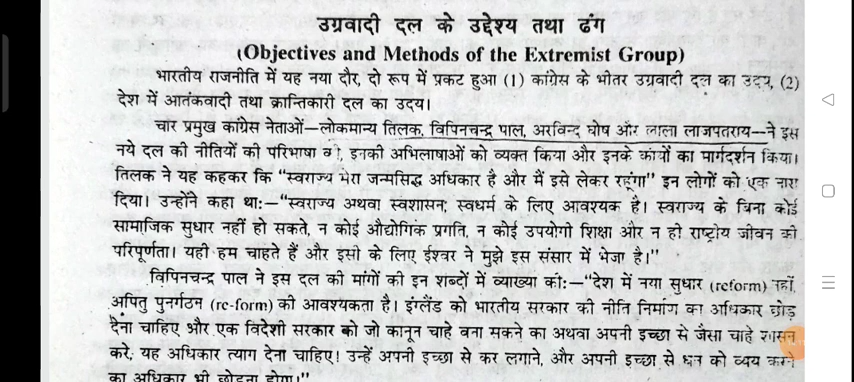 उग्रवादी दल के उद्देश्य तथा ढंग
(Objectives and Methods of the Extremist Group)
भारतीय राजनीति में यह नया दौर, दो रूप में प्रकट हुआ (1) कांग्रेस के भीतर उग्रवादी दल का उदय, (2)
देश में आतंकवादी तथा क्रान्तिकारी दल का उदय।
चार प्रमुख कांग्रेस नेताओं—लोकमान्य तिलक, विपिनचन्द्र पाल, अरविन्द घोष और लाला लाजपतराय—ने इस
नये दल की नीतियों की परिभाषा की, इनकी अभिलाषाओं को व्यक्त किया और इनके कार्यों का मार्गदर्शन किया।
तिलक ने यह कहकर कि “स्वराज्य मेरा जन्मसिद्ध अधिकार है और मैं इसे लेकर रहूंगा” इन लोगों को एक नारा
दिया। उन्होंने कहा था:—“स्वराज्य अथवा स्वशासन, स्वधर्म के लिए आवश्यक है। स्वराज्य के बिना कोई
सामाजिक सुधार नहीं हो सकते, न कोई औद्योगिक प्रगति, न कोई उपयोगी शिक्षा और न ही राष्ट्रीय जीवन की
परिपूर्णता। यही हम चाहते हैं और इसी के लिए ईश्वर ने मुझे इस संसार में भेजा है।”
विपिनचन्द्र पाल ने इस दल की मांगों की इन शब्दों में व्याख्या की:—“देश में नया सुधार (reform) नहीं
अपितु पुनर्गठन (re-form) की आवश्यकता है। इंग्लैंड को भारतीय सरकार की नीति निर्माण का अधिकार छोड़
देना चाहिए और एक विदेशी सरकार को जो कानून चाहे बना सकने का अथवा अपनी इच्छा से जैसा चाहे शासन
करे, यह अधिकार त्याग देना चाहिए। उन्हें अपनी इच्छा से कर लगाने, और अपनी इच्छा से धन को व्यय करने
का अधिकार भी छोड़ना होगा।”